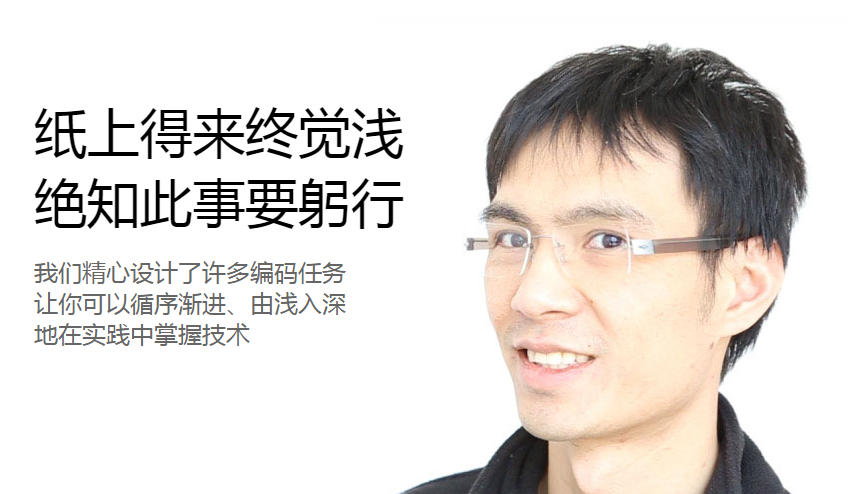 纸上得来终觉浅
绝知此事要躬行
我们精心设计了许多编码任务
让你可以循序渐进、由浅入深
地在实践中掌握技术